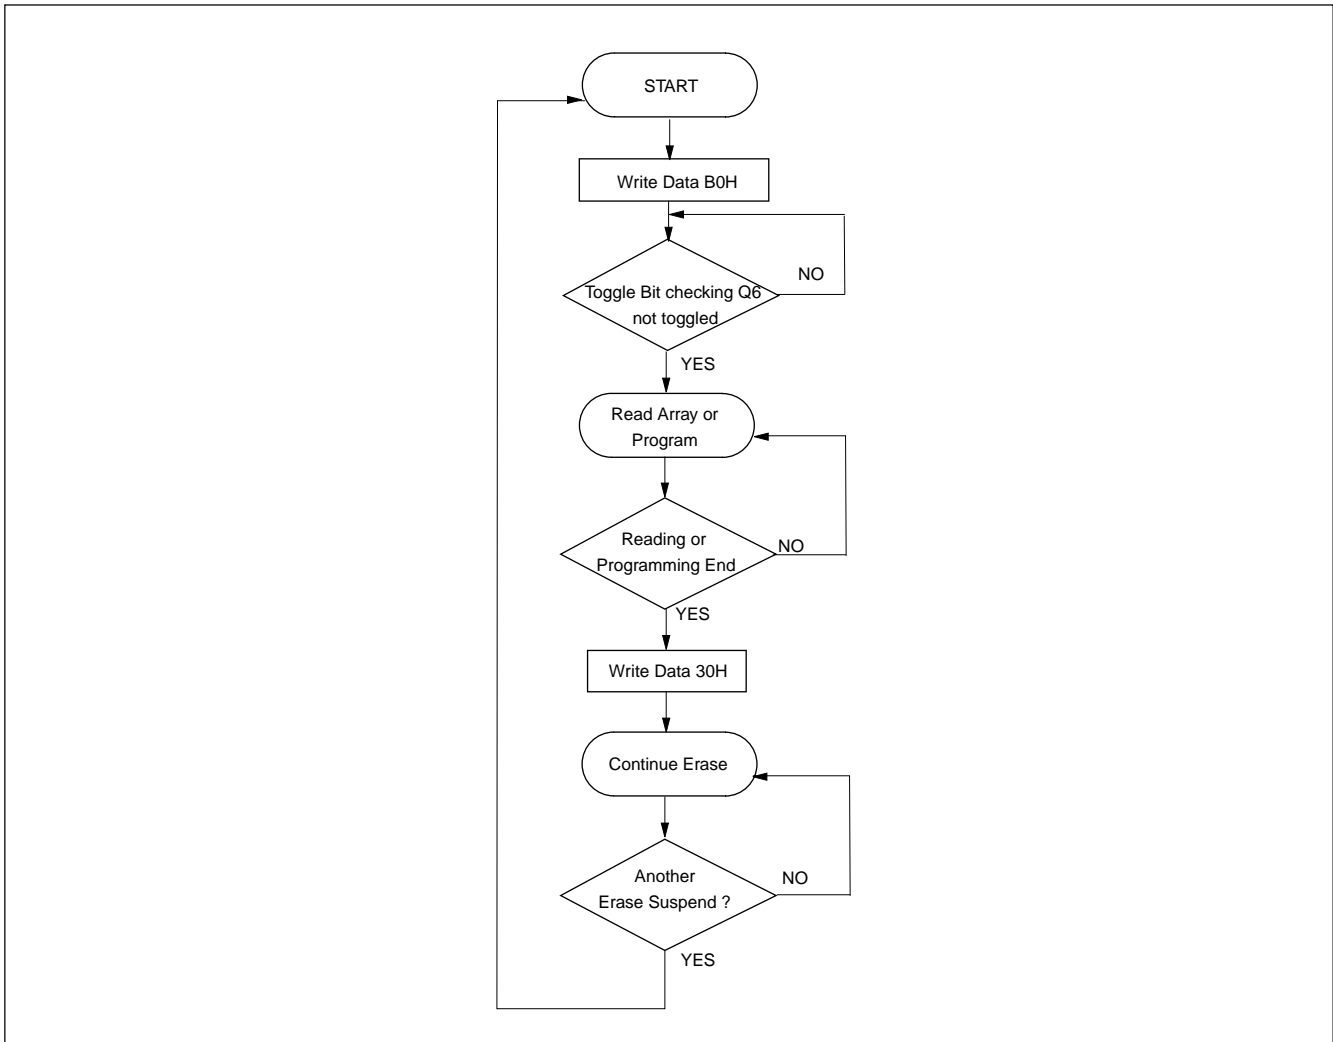 START
Write Data B0H
NO
Toggle Bit checking Q6
not toggled
YES
Read Array or
Program
Reading or
NO
Programming End
YES
Write Data 30H
Continue Erase
Another
NO
Erase Suspend ?
YES